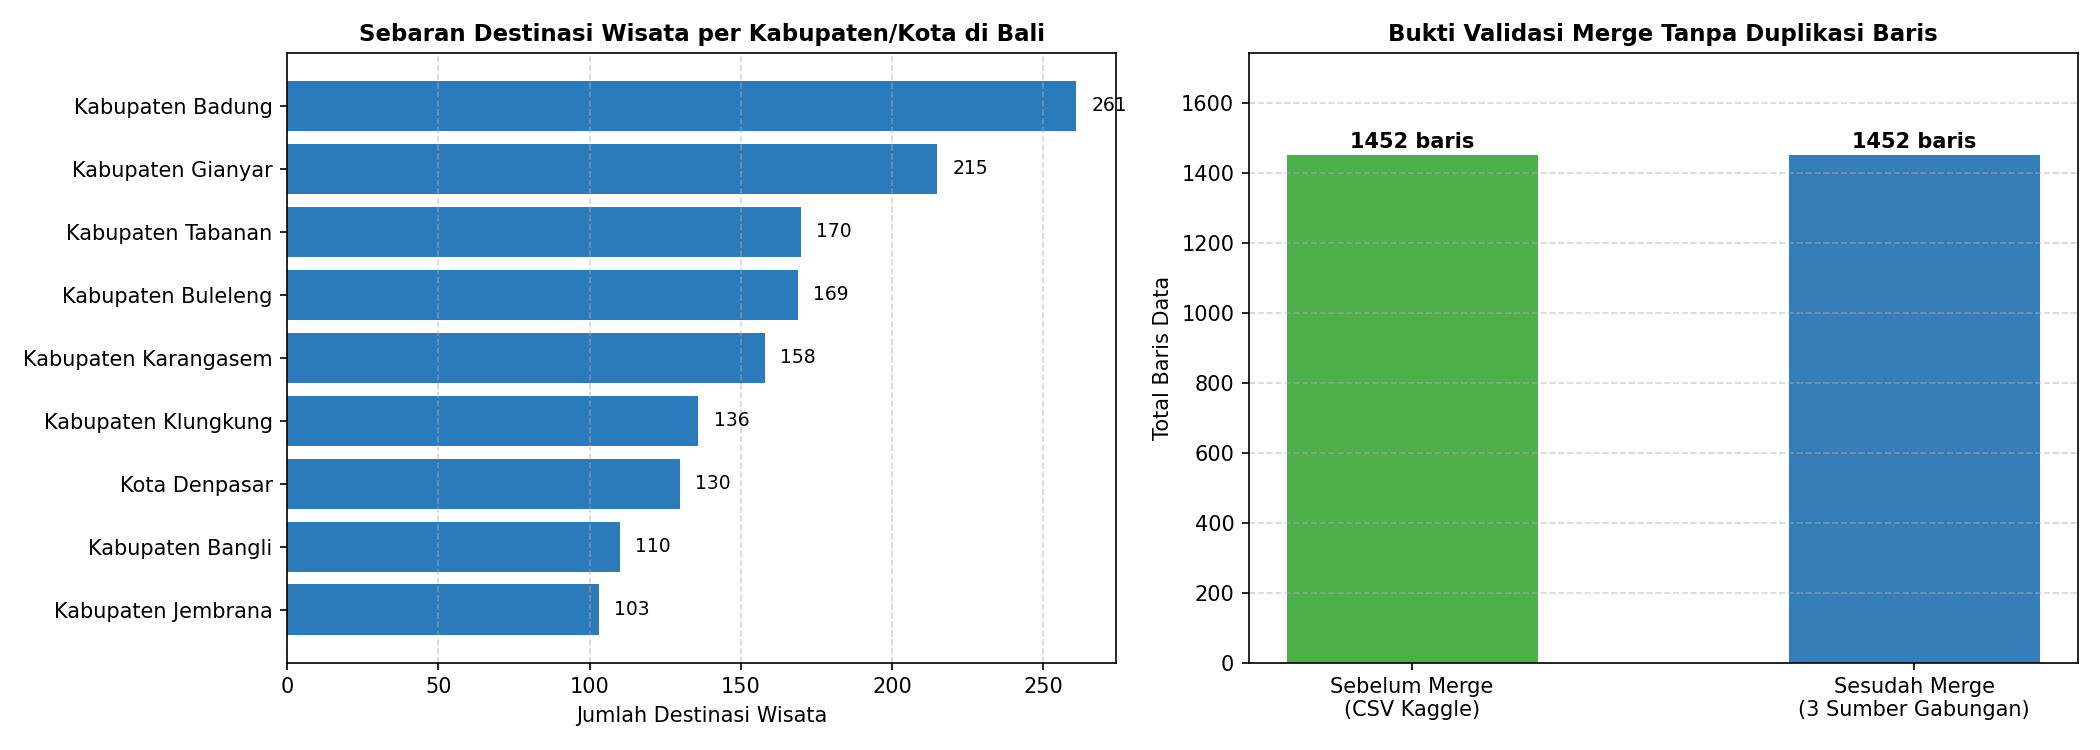 Sebaran Destinasi Wisata per Kabupaten/Kota di Bali
Kabupaten Badung
261
Kabupaten Gianyar
215
Kabupaten Tabanan
170
Kabupaten Buleleng
169
Kabupaten Karangasem
158
Kabupaten Klungkung
136
Kota Denpasar
130
Kabupaten Bangli
110
Kabupaten Jembrana
103
0 50 100 150 200 250
Jumlah Destinasi Wisata
Bukti Validasi Merge Tanpa Duplikasi Baris
Total Baris Data
1600
1400
1200
1000
800
600
400
200
0
1452 baris
1452 baris
Sebelum Merge
(CSV Kaggle)
Sesudah Merge
(3 Sumber Gabungan)